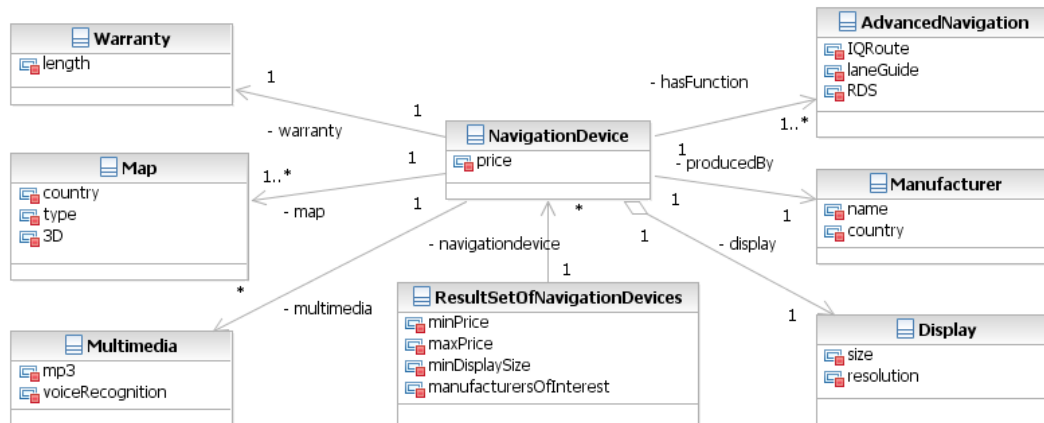 Warranty
length
1
1
- warranty
Map
country
type
3D
1..*
1
- map
Multimedia
mp3
voiceRecognition
*
1
- multimedia
NavigationDevice
price
- navigationdevice
*
1
ResultSetOfNavigationDevices
minPrice
maxPrice
minDisplaySize
manufacturersOfInterest
AdvancedNavigation
IQRoute
laneGuide
RDS
- hasFunction
1..*
1
- producedBy
Manufacturer
name
country
1
1
- display
1
1
Display
size
resolution